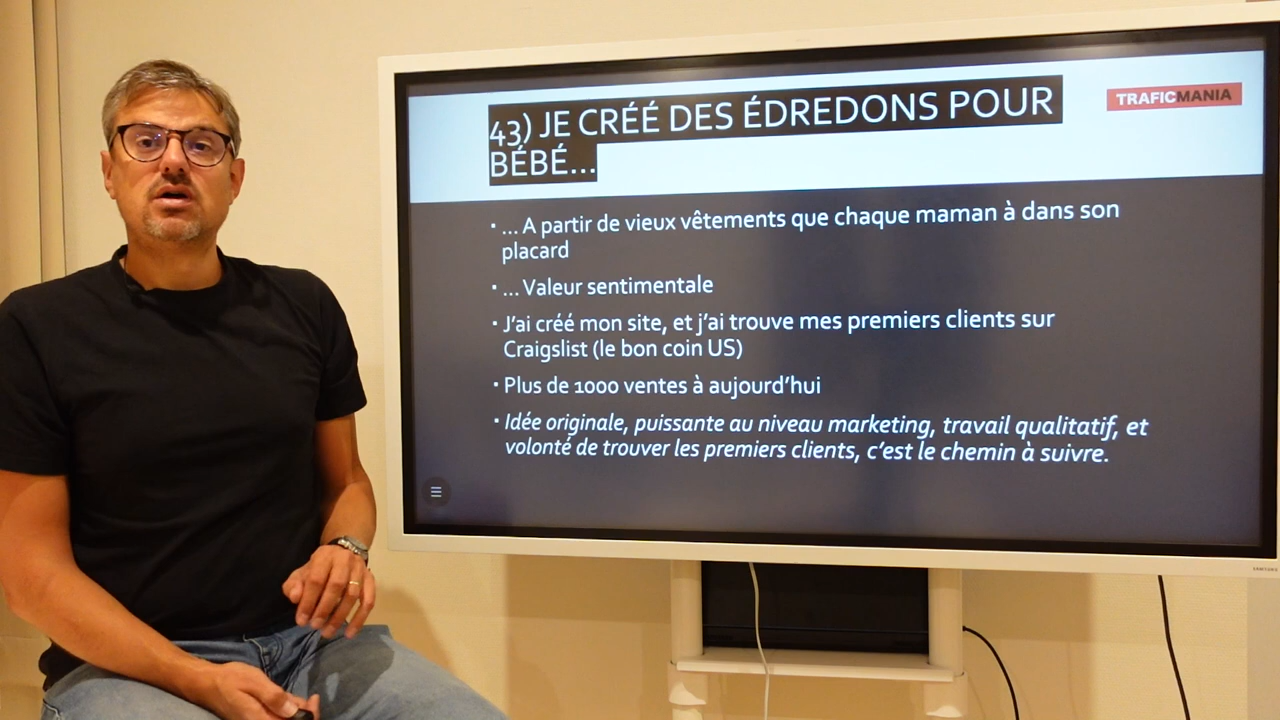 43) JE CRÉÉ DES ÉDREDONS POUR
BÉBÉ...
TRAFICMANIA
· ... A partir de vieux vêtements que chaque maman à dans son
placard
· ... Valeur sentimentale
· J'ai créé mon site, et j'ai trouve mes premiers clients sur
Craigslist (le bon coin US)
· Plus de 1000 ventes à aujourd'hui
· Idée originale, puissante au niveau marketing, travail qualitatif, et
volonté de trouver les premiers clients, c'est le chemin à suivre.
SAMSUNG